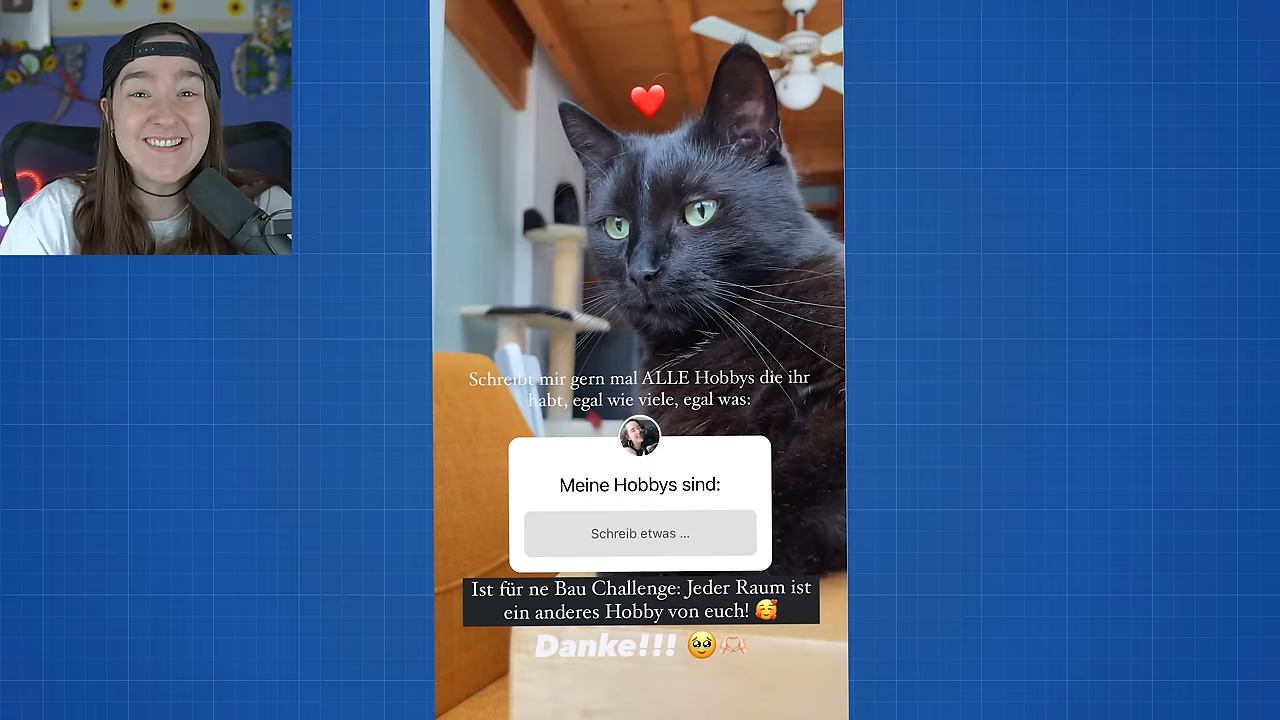 Schreibt mir gern mal ALLE Hobbys die ihr
habt, egal wie viele, egal was:
Meine Hobbys sind:
Schreib etwas ...
Ist für ne Bau Challenge: Jeder Raum ist
ein anderes Hobby von euch! 🥰
Danke!!! 🥹🫶🏻